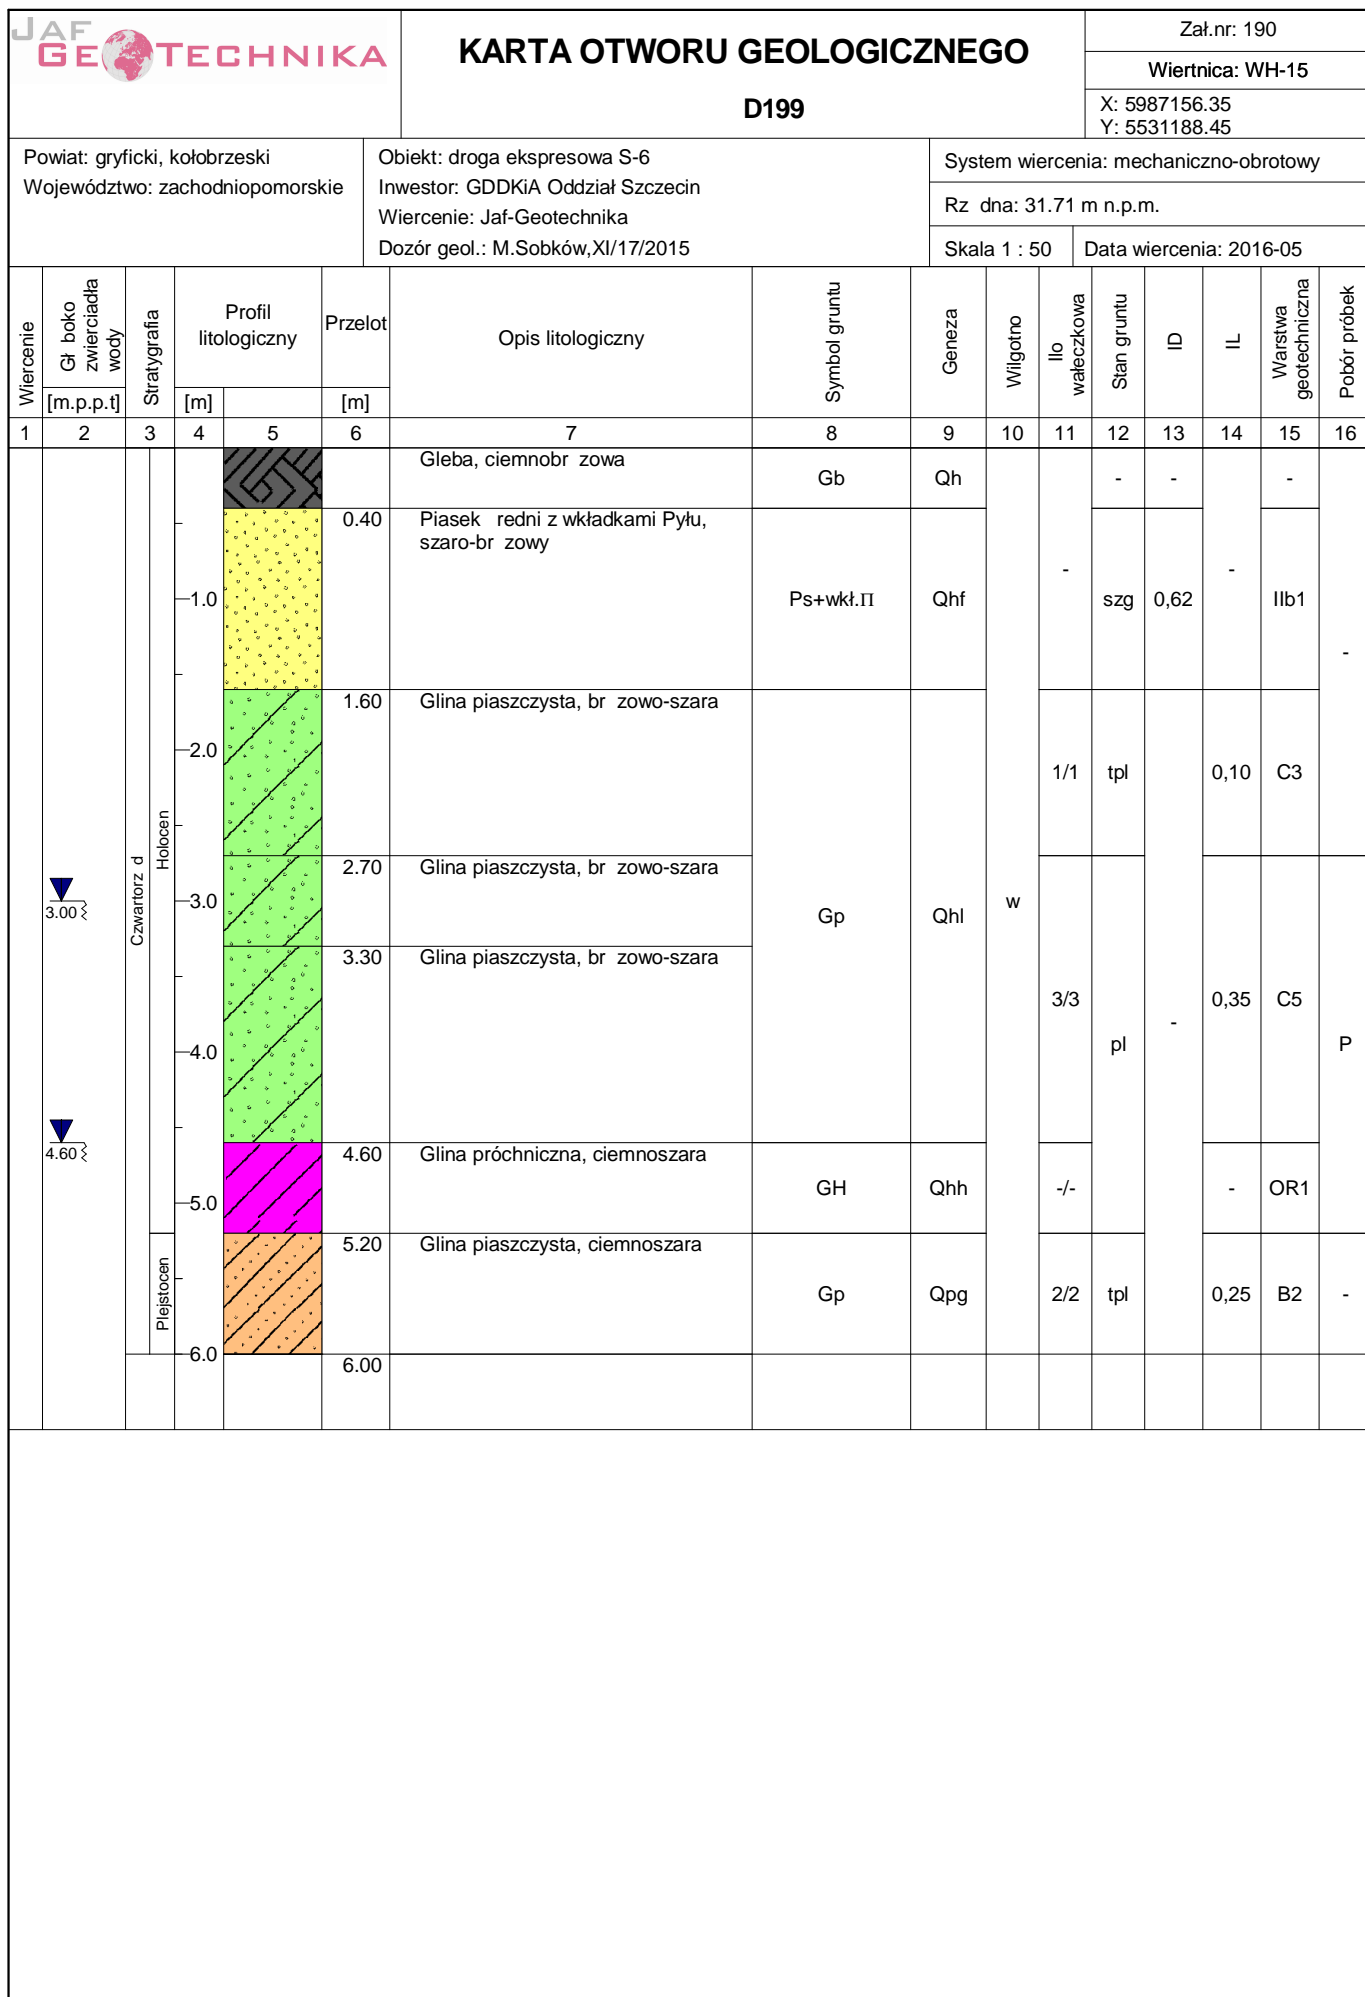 JAF
GEOTECHNIKA
KARTA OTWORU GEOLOGICZNEGO
D199
Zał.nr: 190
Wiertnica: WH-15
X: 5987156.35
Y: 5531188.45
Powiat: gryficki, kołobrzeski
Województwo: zachodniopomorskie
Obiekt: droga ekspresowa S-6
Inwestor: GDDKiA Oddział Szczecin
Wiercenie: Jaf-Geotechnika
Dozór geol.: M.Sobków,XI/17/2015
System wiercenia: mechaniczno-obrotowy
Rz dna: 31.71 m n.p.m.
Skala 1 : 50
Data wiercenia: 2016-05
Wiercenie
Gł boko
zwierciadła
wody
[m.p.p.t]
Stratygrafia
Profil
litologiczny
[m]
Przelot
[m]
Opis litologiczny
Symbol gruntu
Geneza
Wilgotno
Ilo
wałeczkowa
Stan gruntu
ID
IL
Warstwa
geotechniczna
Pobór próbek
1 2 3 4 5 6 7 8 9 10 11 12 13 14 15 16
Gleba, ciemnobr zowa
Gb Qh - - -
0.40 Piasek redni z wkładkami Pyłu,
szaro-br zowy
1.0 Ps+wkł.Π Qhf - szg 0,62 - IIb1
-
1.60 Glina piaszczysta, br zowo-szara
2.0 1/1 tpl 0,10 C3
Czwartorz d
Holocen
2.70 Glina piaszczysta, br zowo-szara
3.00
3.0 Gp Qhl w
3.30 Glina piaszczysta, br zowo-szara
3/3 pl - 0,35 C5
4.0 P
4.60
4.60 Glina próchniczna, ciemnoszara
5.0 GH Qhh -/- - OR1
Plejstocen
5.20 Glina piaszczysta, ciemnoszara
Gp Qpg 2/2 tpl 0,25 B2 -
6.0
6.00